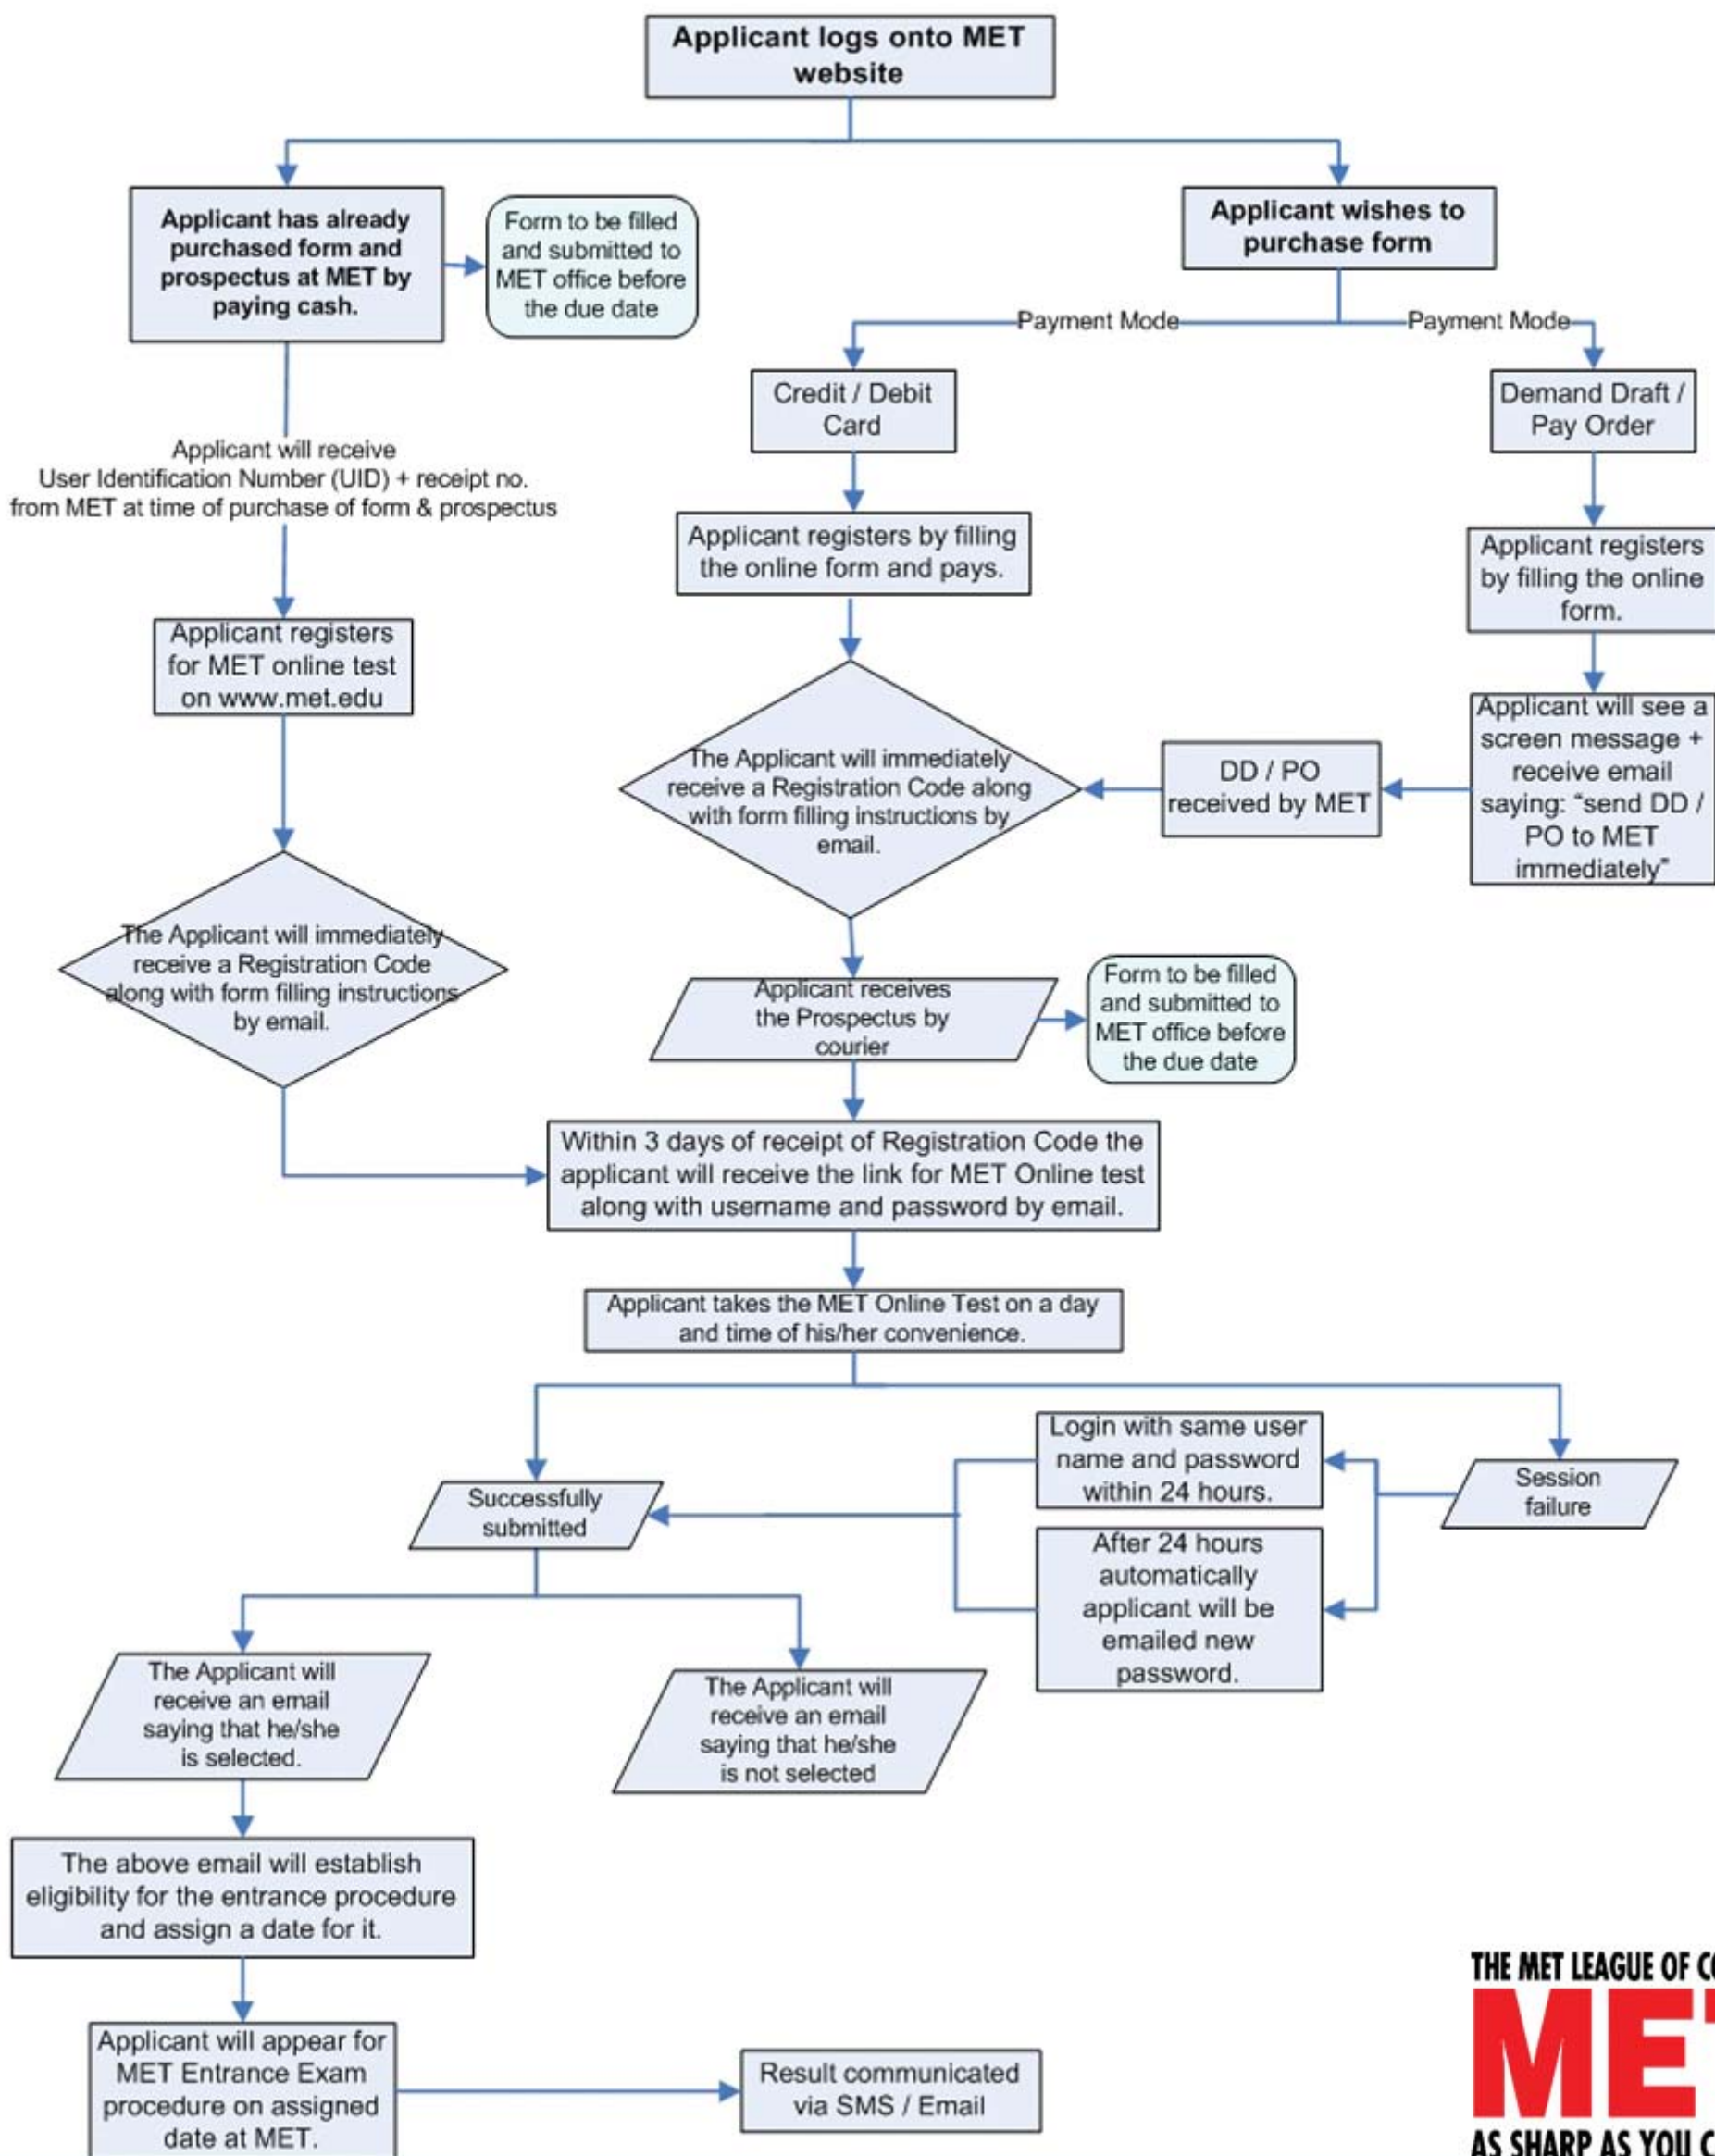 Applicant logs onto MET
website
Applicant has already
purchased form and
prospectus at MET by
paying cash.
Form to be filled
and submitted to
MET office before
the due date
Applicant wishes to
purchase form
Payment Mode
Payment Mode
Credit / Debit
Card
Demand Draft /
Pay Order
Applicant will receive
User Identification Number (UID) + receipt no.
from MET at time of purchase of form & prospectus
Applicant registers by filling
the online form and pays.
Applicant registers
by filling the online
form.
Applicant registers
for MET online test
on www.met.edu
The Applicant will immediately
receive a Registration Code along
with form filling instructions by
email.
DD / PO
received by MET
Applicant will see a
screen message +
receive email
saying: “send DD /
PO to MET
immediately”
The Applicant will immediately
receive a Registration Code
along with form filling instructions
by email.
Applicant receives
the Prospectus by
courier
Form to be filled
and submitted to
MET office before
the due date
Within 3 days of receipt of Registration Code the
applicant will receive the link for MET Online test
along with username and password by email.
Applicant takes the MET Online Test on a day
and time of his/her convenience.
Successfully
submitted
Login with same user
name and password
within 24 hours.
Session
failure
After 24 hours
automatically
applicant will be
emailed new
password.
The Applicant will
receive an email
saying that he/she
is selected.
The Applicant will
receive an email
saying that he/she
is not selected
The above email will establish
eligibility for the entrance procedure
and assign a date for it.
Applicant will appear for
MET Entrance Exam
procedure on assigned
date at MET.
Result communicated
via SMS / Email
THE MET LEAGUE OF
MET
AS SHARP AS YOU